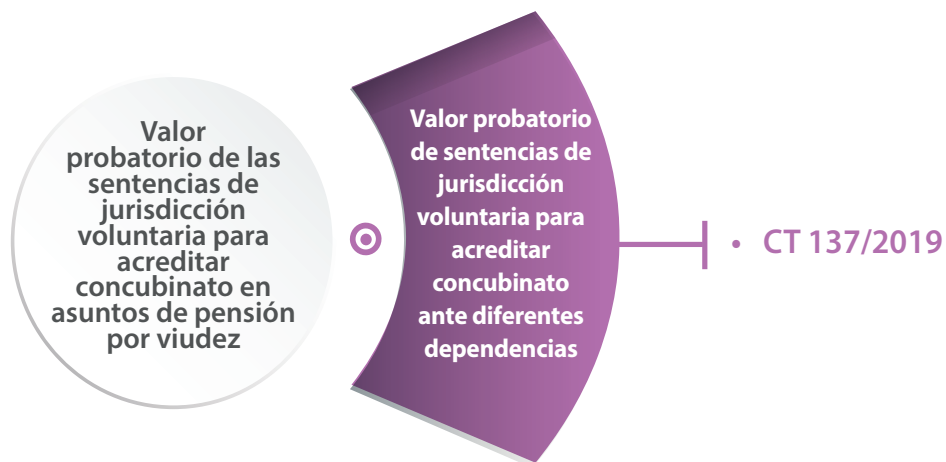 Valor
probatorio de las
sentencias de
jurisdicción
voluntaria para
acreditar
concubinato en
asuntos de pensión
por viudez
Valor probatorio
de sentencias de
jurisdicción
voluntaria para
acreditar
concubinato
ante diferentes
dependencias
• CT 137/2019